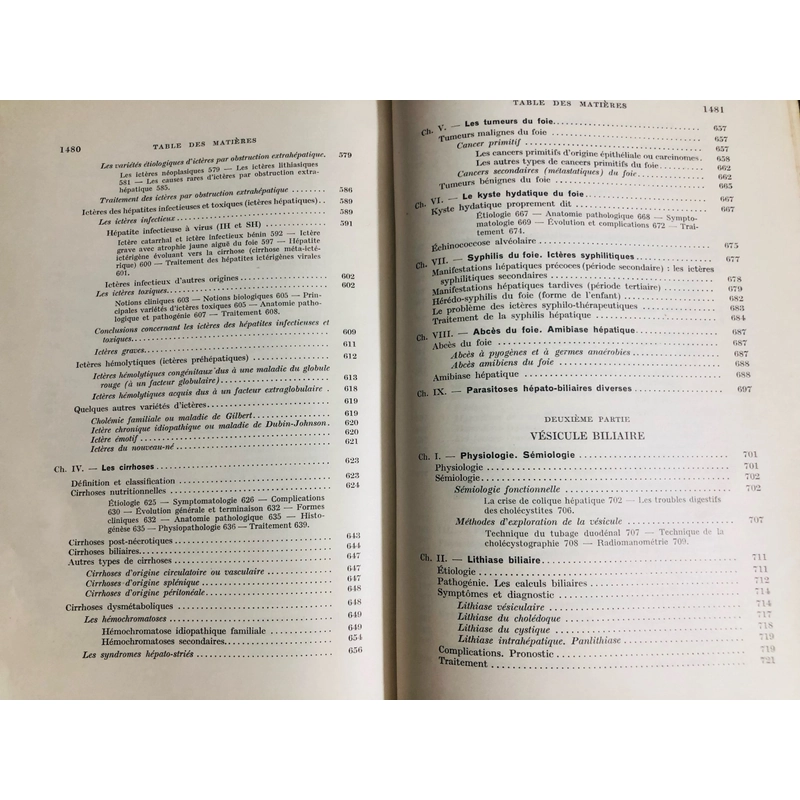 1480 TABLE DES MATIÈRES
Les variétés étiologiques d'ictères par obstruction extrahépatique. 579
Les ictères néoplasiques 579 — Les ictères lithiasiques
581 — Les causes rares d'ictères par obstruction extra-
hépatique 585.
Traitement des ictères par obstruction extrahépatique ........ 586
Ictères des hépatites infectieuses et toxiques (ictères hépatiques).. 589
Les ictères infectieux ........ 589
Hépatite infectieuse à virus (IH et SH) ........ 591
Ictère catarrhal et ictère infectieux bénin 592 — Ictère
grave avec atrophie jaune aiguë du foie 597 — Hépatite
ictérigène évoluant vers la cirrhose (cirrhose méta-icté-
rique) 600 — Traitement des hépatites ictérigènes virales
601.
Ictères infectieux d'autres origines ........ 602
Les ictères toxiques ........ 602
Notions cliniques 603 — Notions biologiques 605 — Prin-
cipales variétés d'ictères toxiques 605 — Anatomie patho-
logique et pathogénie 607 — Traitement 608.
Conclusions concernant les ictères des hépatites infectieuses et
toxiques ........ 609
Ictères graves ........ 611
Ictères hémolytiques (ictères préhépatiques) ........ 612
Ictères hémolytiques congénitaux dus à une maladie du globule
rouge (à un facteur globulaire) ........ 613
Ictères hémolytiques acquis dus à un facteur extraglobulaire . 618
Quelques autres variétés d'ictères ........ 619
Cholémie familiale ou maladie de Gilbert ........ 619
Ictère chronique idiopathique ou maladie de Dubin-Johnson. 620
Ictère émotif ........ 620
Ictères du nouveau-né ........ 621
Ch. IV. — Les cirrhoses ........ 623
Définition et classification ........ 623
Cirrhoses nutritionnelles ........ 624
Étiologie 625 — Symptomatologie 626 — Complications
630 — Évolution générale et terminaison 632 — Formes
cliniques 632 — Anatomie pathologique 635 — Histo-
génèse 635 — Physiopathologie 636 — Traitement 639.
Cirrhoses post-nécrotiques ........ 643
Cirrhoses biliaires ........ 644
Autres types de cirrhoses ........ 647
Cirrhoses d'origine circulatoire ou vasculaire ........ 647
Cirrhoses d'origine splénique ........ 647
Cirrhoses d'origine péritonéale ........ 648
Cirrhoses dysmétaboliques ........ 648
Les hémochromatoses ........ 649
Hémochromatose idiopathique familiale ........ 649
Hémochromatoses secondaires ........ 654
Les syndromes hépato-striés ........ 656
TABLE DES MATIÈRES 1481
Ch. V. — Les tumeurs du foie ........ 657
Tumeurs malignes du foie ........ 657
Cancer primitif ........ 657
Les cancers primitifs d'origine épithéliale ou carcinomes. 658
Les autres types de cancers primitifs du foie ........ 662
Cancers secondaires (métastatiques) du foie ........ 662
Tumeurs bénignes du foie ........ 665
Ch. VI. — Le kyste hydatique du foie ........ 667
Kyste hydatique proprement dit ........ 667
Étiologie 667 — Anatomie pathologique 668 — Sympto-
matologie 669 — Évolution et complications 672 — Trai-
tement 674.
Échinococcose alvéolaire ........ 675
Ch. VII. — Syphilis du foie. Ictères syphilitiques ........ 677
Manifestations hépatiques précoces (période secondaire) : les ictères
syphilitiques secondaires ........ 678
Manifestations hépatiques tardives (période tertiaire) ........ 679
Hérédo-syphilis du foie (forme de l'enfant) ........ 682
Le problème des ictères syphilo-thérapeutiques ........ 683
Traitement de la syphilis hépatique ........ 684
Ch. VIII. — Abcès du foie. Amibiase hépatique ........ 687
Abcès du foie ........ 687
Abcès à pyogènes et à germes anaérobies ........ 687
Abcès amibiens du foie ........ 688
Amibiase hépatique ........ 688
Ch. IX. — Parasitoses hépato-biliaires diverses ........ 697
DEUXIÈME PARTIE
VÉSICULE BILIAIRE
Ch. I. — Physiologie. Sémiologie ........ 701
Physiologie ........ 701
Sémiologie ........ 702
Sémiologie fonctionnelle ........ 702
La crise de colique hépatique 702 — Les troubles digestifs
des cholécystites 706.
Méthodes d'exploration de la vésicule ........ 707
Technique du tubage duodénal 707 — Technique de la
cholécystographie 708 — Radiomanométrie 709.
Ch. II. — Lithiase biliaire ........ 711
Étiologie ........ 711
Pathogénie. Les calculs biliaires ........ 712
Symptômes et diagnostic ........ 714
Lithiase vésiculaire ........ 714
Lithiase du cholédoque ........ 717
Lithiase du cystique ........ 718
Lithiase intrahépatique. Panlithiase ........ 719
Complications. Pronostic ........ 719
Traitement ........ 721